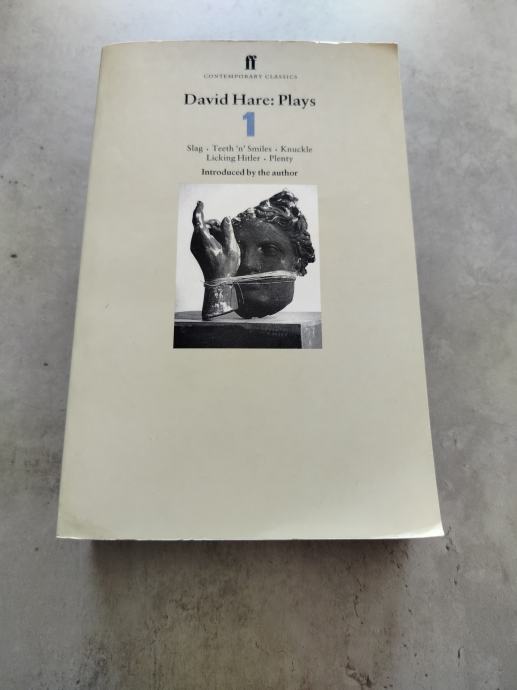 ff
CONTEMPORARY CLASSICS
David Hare: Plays
1
Slag • Teeth 'n' Smiles • Knuckle
Licking Hitler • Plenty
Introduced by the author